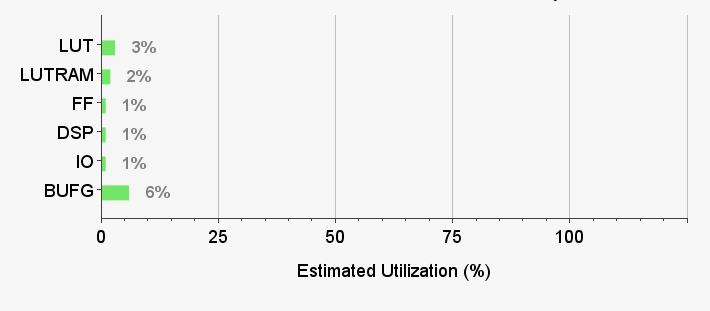 LUT 3%
LUTRAM 2%
FF 1%
DSP 1%
IO 1%
BUFG 6%
0 25 50 75 100
Estimated Utilization (%)